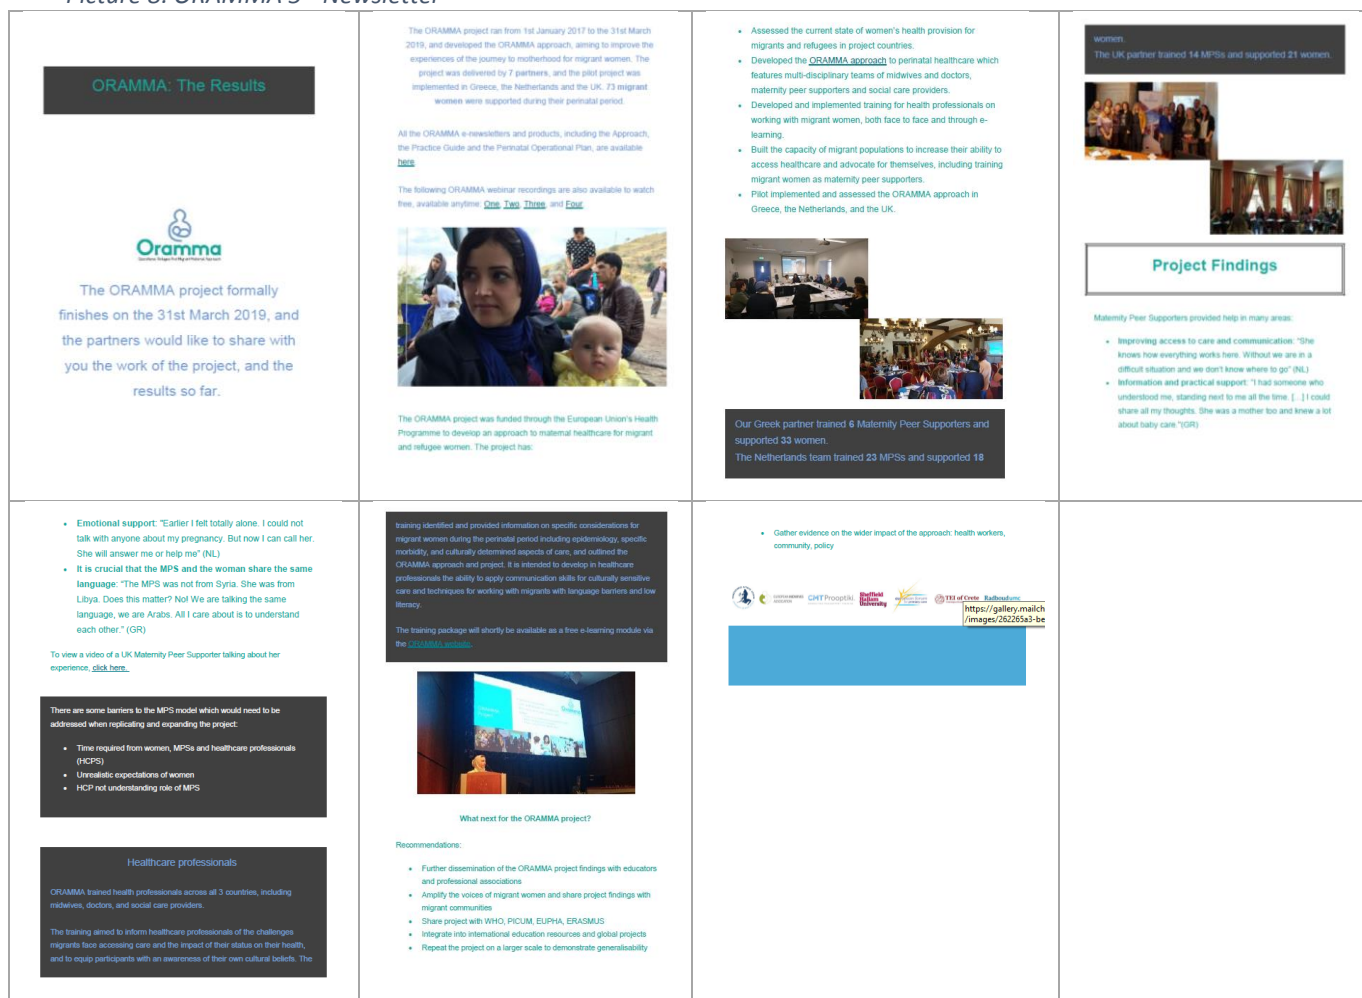 Picture 8: ORAMMA 5th Newsletter
ORAMMA: The Results
Oramma
The ORAMMA project formally
finishes on the 31st March 2019, and
the partners would like to share with
you the work of the project, and the
results so far.
The ORAMMA project ran from 1st January 2017 to the 31st March
2019, and developed the ORAMMA approach, aiming to improve the
experiences of the journey to motherhood for migrant women. The
project was delivered by 7 partners, and the pilot project was
implemented in Greece, the Netherlands and the UK. 73 migrant
women were supported during their perinatal period.
All the ORAMMA e-newsletters and products, including the Approach,
the Practice Guide and the Perinatal Operational Plan, are available
here.
The following ORAMMA webinar recordings are also available to watch
free, available anytime: One, Two, Three, and Four.
The ORAMMA project was funded through the European Union's Health
Programme to develop an approach to maternal healthcare for migrant
and refugee women. The project has:
• Assessed the current state of women's health provision for
migrants and refugees in project countries.
• Developed the ORAMMA approach to perinatal healthcare which
features multi-disciplinary teams of midwives and doctors,
maternity peer supporters and social care providers.
• Developed and implemented training for health professionals on
working with migrant women, both face to face and through e-
learning.
• Built the capacity of migrant populations to increase their ability to
access healthcare and advocate for themselves, including training
migrant women as maternity peer supporters.
• Pilot implemented and assessed the ORAMMA approach in
Greece, the Netherlands, and the UK.
Our Greek partner trained 6 Maternity Peer Supporters and
supported 33 women.
The Netherlands team trained 23 MPSs and supported 18
women.
The UK partner trained 14 MPSs and supported 21 women.
Project Findings
Maternity Peer Supporters provided help in many areas:
• Improving access to care and communication: "She
knows how everything works here. Without we are in a
difficult situation and we don't know where to go" (NL)
• Information and practical support: "I had someone who
understood me, standing next to me all the time. [...] I could
share all my thoughts. She was a mother too and knew a lot
about baby care."(GR)
• Emotional support: "Earlier I felt totally alone. I could not
talk with anyone about my pregnancy. But now I can call her.
She will answer me or help me" (NL)
• It is crucial that the MPS and the woman share the same
language: "The MPS was not from Syria. She was from
Libya. Does this matter? No! We are talking the same
language, we are Arabs. All I care about is to understand
each other." (GR)
To view a video of a UK Maternity Peer Supporter talking about her
experience, click here.
There are some barriers to the MPS model which would need to be
addressed when replicating and expanding the project:
• Time required from women, MPSs and healthcare professionals
(HCPS)
• Unrealistic expectations of women
• HCP not understanding role of MPS
Healthcare professionals
ORAMMA trained health professionals across all 3 countries, including
midwives, doctors, and social care providers.
The training aimed to inform healthcare professionals of the challenges
migrants face accessing care and the impact of their status on their health,
and to equip participants with an awareness of their own cultural beliefs. The
training identified and provided information on specific considerations for
migrant women during the perinatal period including epidemiology, specific
morbidity, and culturally determined aspects of care, and outlined the
ORAMMA approach and project. It is intended to develop in healthcare
professionals the ability to apply communication skills for culturally sensitive
care and techniques for working with migrants with language barriers and low
literacy.
The training package will shortly be available as a free e-learning module via
the ORAMMA website.
What next for the ORAMMA project?
Recommendations:
• Further dissemination of the ORAMMA project findings with educators
and professional associations
• Amplify the voices of migrant women and share project findings with
migrant communities
• Share project with WHO, PICUM, EUPHA, ERASMUS
• Integrate into international education resources and global projects
• Repeat the project on a larger scale to demonstrate generalisability
• Gather evidence on the wider impact of the approach: health workers,
community, policy
CMT Prooptiki
Sheffield
Hallam
University
TEI of Crete
Radboudumc
https://gallery.mailch
/images/262265a3-be